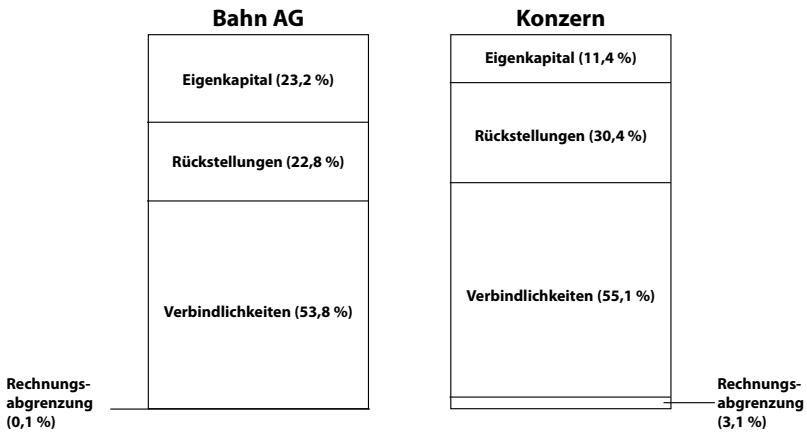 Bahn AG
Eigenkapital (23,2 %)
Rückstellungen (22,8 %)
Verbindlichkeiten (53,8 %)
Rechnungs-
abgrenzung
(0,1 %)
Konzern
Eigenkapital (11,4 %)
Rückstellungen (30,4 %)
Verbindlichkeiten (55,1 %)
Rechnungs-
abgrenzung
(3,1 %)